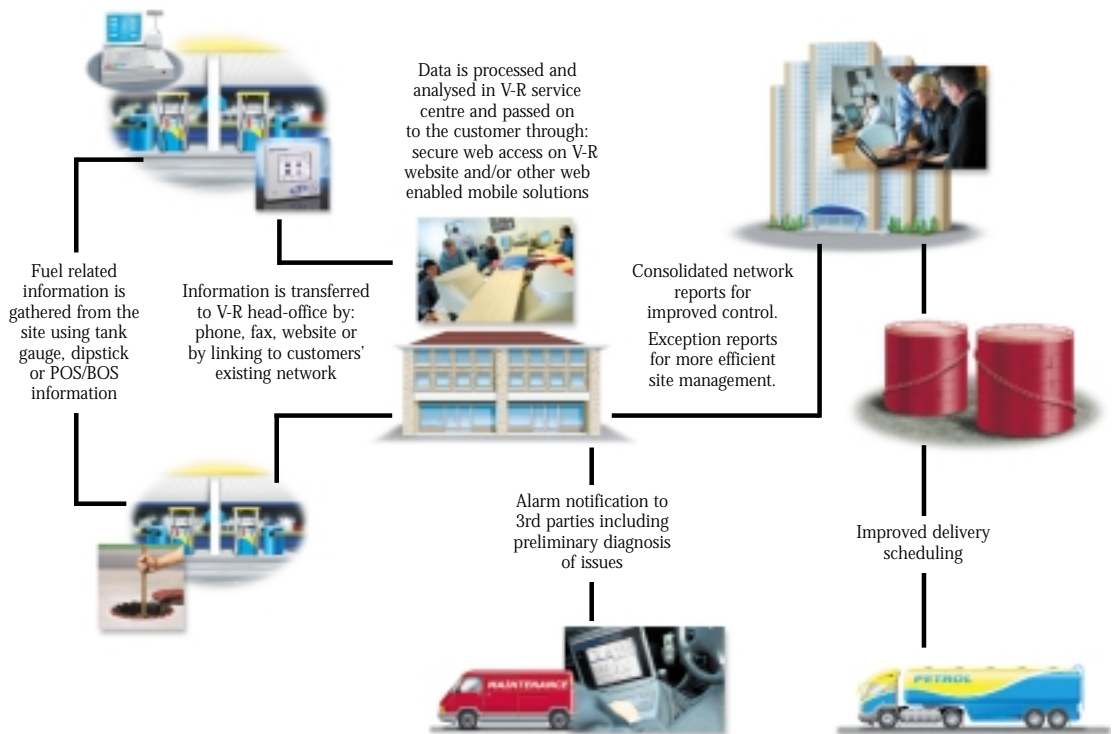 Data is processed and
analysed in V-R service
centre and passed on
to the customer through:
secure web access on V-R
website and/or other web
enabled mobile solutions
Fuel related
information is
gathered from the
site using tank
gauge, dipstick
or POS/BOS
information
Information is transferred
to V-R head-office by:
phone, fax, website or
by linking to customers’
existing network
Consolidated network
reports for
improved control.
Exception reports
for more efficient
site management.
Alarm notification to
3rd parties including
preliminary diagnosis
of issues
Improved delivery
scheduling
MAINTENANCE
PETROL